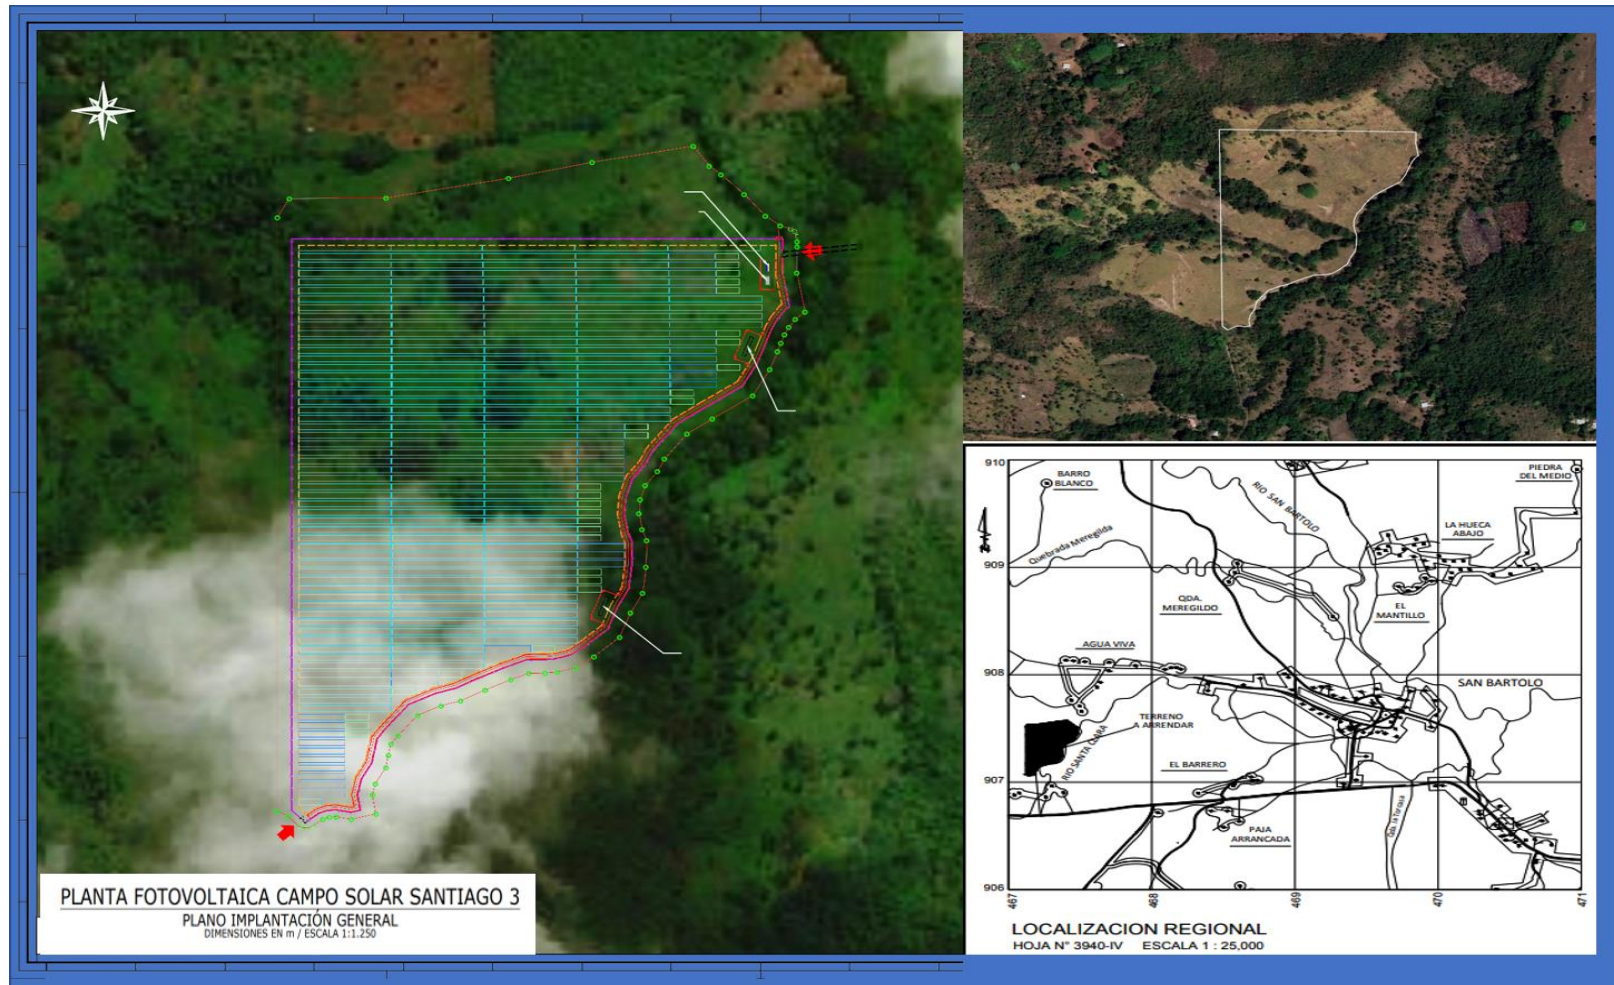 PLANTA FOTOVOLTAICA CAMPO SOLAR SANTIAGO 3
PLANO IMPLANTACIÓN GENERAL
DIMENSIONES EN m / ESCALA 1:1.250
910
BARRO
BLANCO
RIO SAN BARTOLO
PIEDRA
DEL MEDIO
LA HUECA
ABAJO
Quebrada Meregilda
909
QDA.
MEREGILDO
EL
MANTILLO
AGUA VIVA
908
SAN BARTOLO
TERRENO
A ARRENDAR
RIO SANTA CLARA
EL BARRERO
907
PAJA
ARRANCADA
906
467
468
469
470
471
LOCALIZACION REGIONAL
HOJA N° 3940-IV ESCALA 1 : 25,000